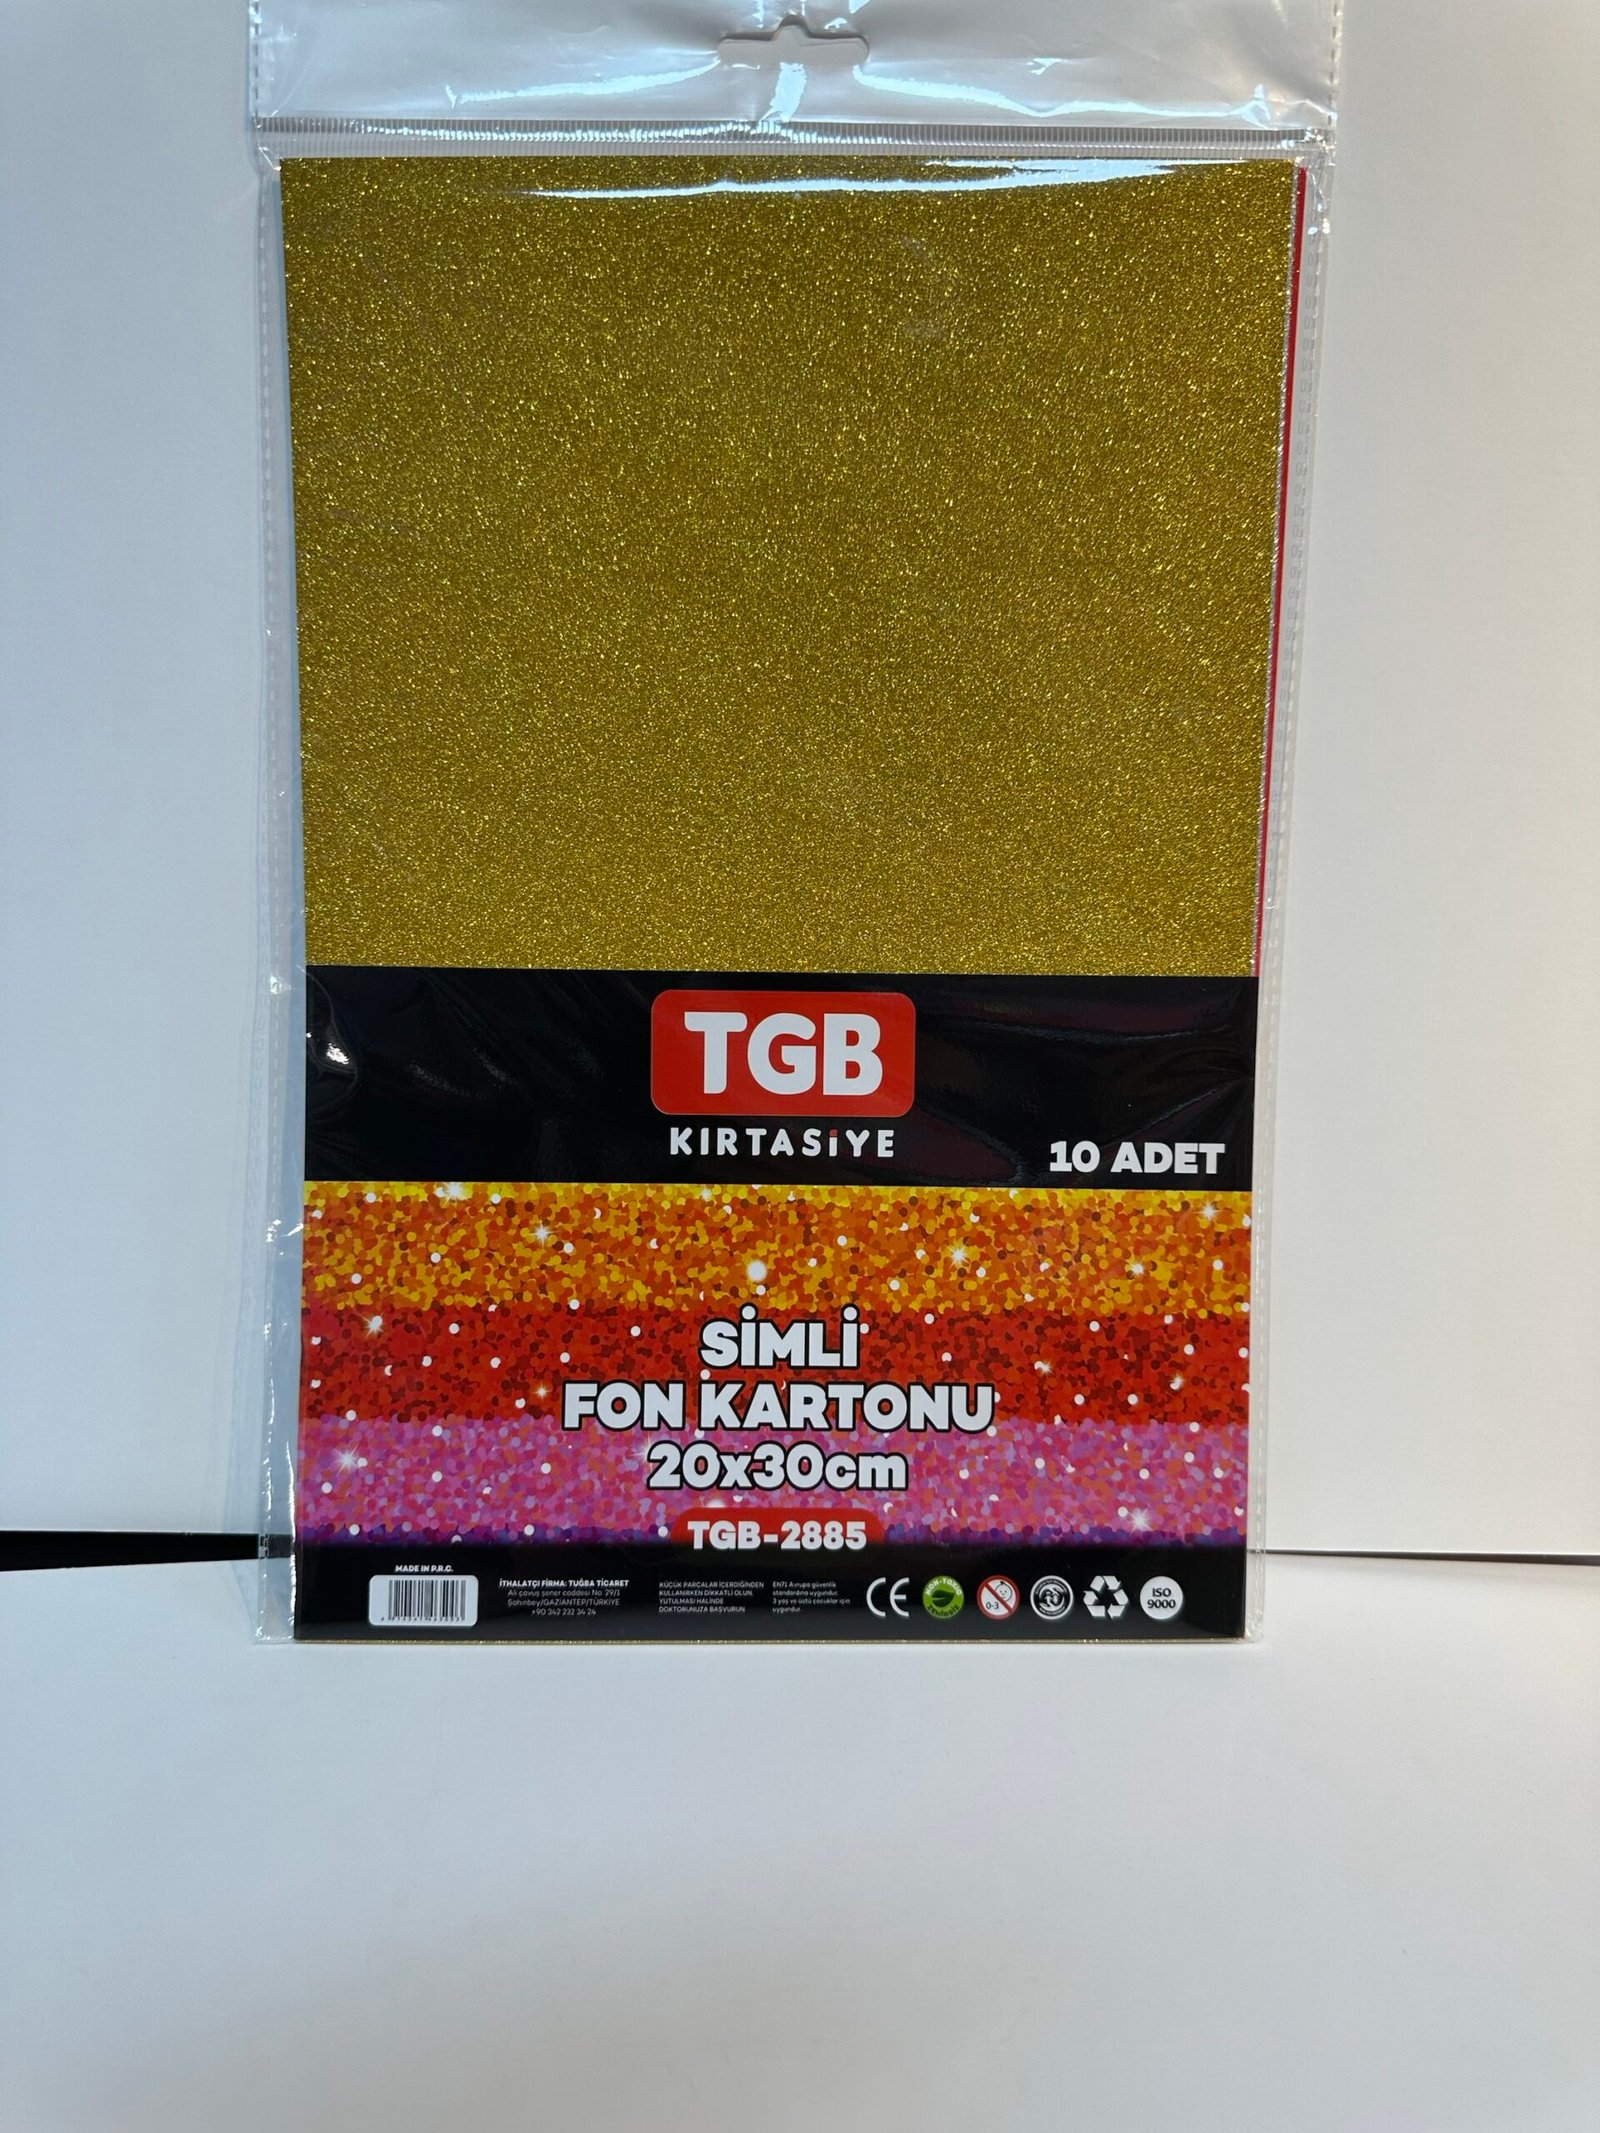 TGB
KIRTASİYE
10 ADET
SİMLİ
FON KARTONU
20x30cm
TGB-2885
MADE IN P.R.C.
İTHALATÇI FİRMA: TUĞBA TİCARET
Ali çavuş soner caddesi No: 29/1
Şahinbey/GAZİANTEP/TÜRKİYE
+90 342 232 34 24
KÜÇÜK PARÇALAR İÇERDİĞİNDEN
KULLANIRKEN DİKKATLİ OLUN.
YUTULMASI HALİNDE
DOKTORUNUZA BAŞVURUN
EN71 Avrupa güvenlik
standardına uygundur.
3 yaş ve üstü çocuklar için
uygundur.
CE
NON-TOXIC
0-3
ISO
9000